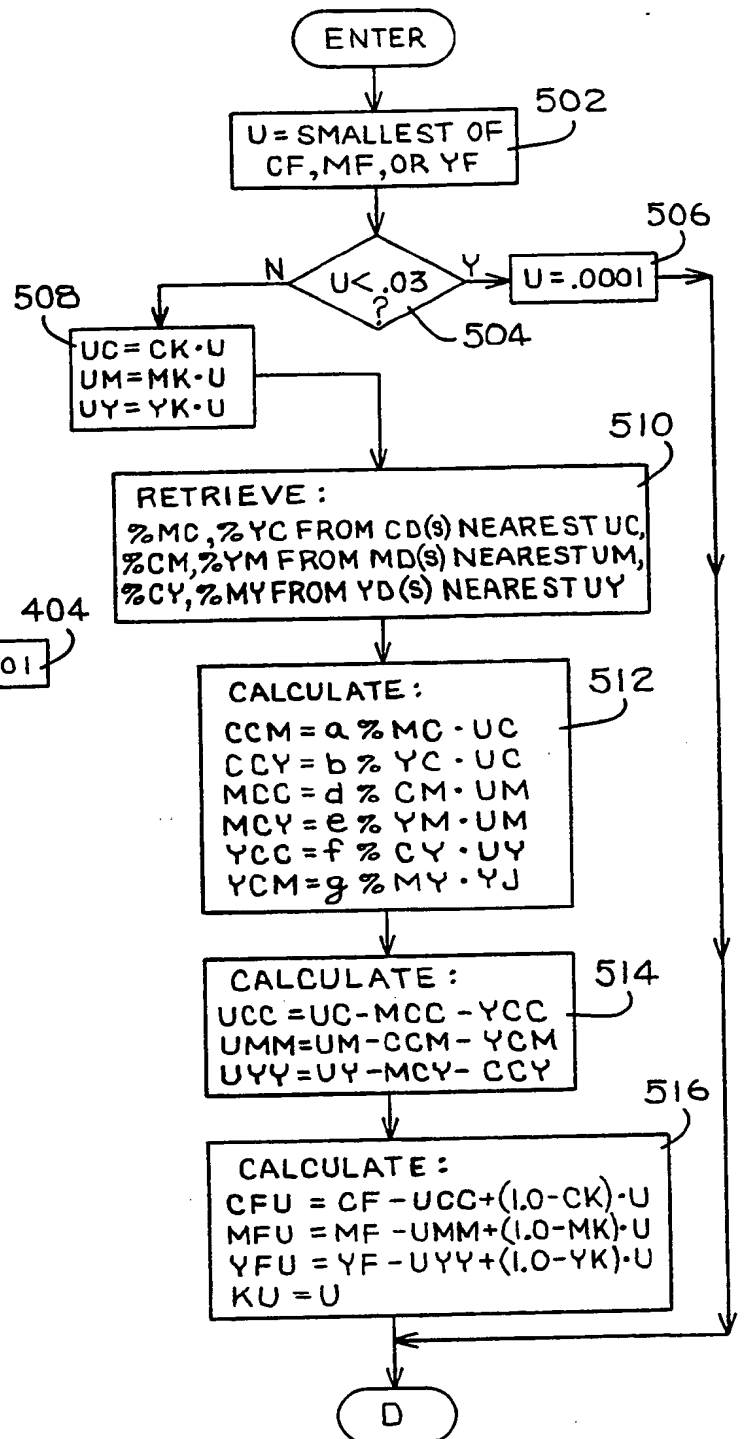 ENTER
502
U = SMALLEST OF
CF, MF, OR YF
506
N
U < .03
?
Y
U = .0001
504
508
UC = CK·U
UM = MK·U
UY = YK·U
510
RETRIEVE :
%MC, %YC FROM CD(S) NEAREST UC,
%CM, %YM FROM MD(S) NEAREST UM,
%CY, %MY FROM YD(S) NEAREST UY
404
01
512
CALCULATE :
CCM = a % MC · UC
CCY = b % YC · UC
MCC = d % CM · UM
MCY = e % YM · UM
YCC = f % CY · UY
YCM = g % MY · YJ
514
CALCULATE :
UCC = UC - MCC - YCC
UMM = UM - CCM - YCM
UYY = UY - MCY - CCY
516
CALCULATE :
CFU = CF - UCC + (1.0 - CK)·U
MFU = MF - UMM + (1.0 - MK)·U
YFU = YF - UYY + (1.0 - YK)·U
KU = U
D